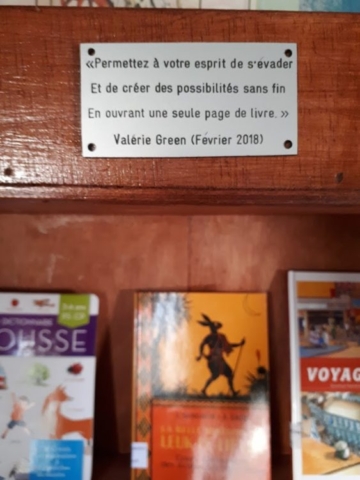 «Permettez à votre esprit de s'évader
Et de créer des possibilités sans fin
En ouvrant une seule page de livre. »
Valérie Green (Février 2018)
DICTIONNAIRE
OUSSE
VOYAG